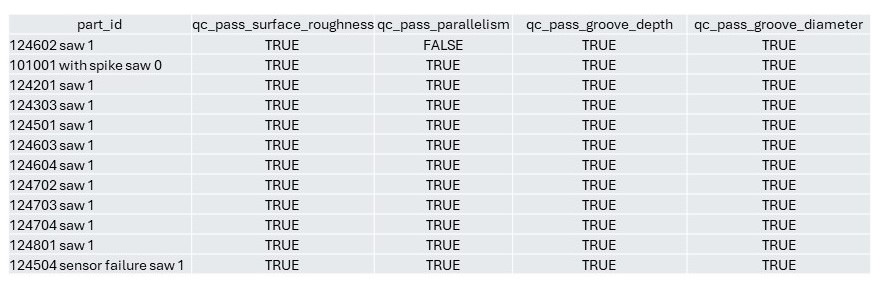 part_id qc_pass_surface_roughness qc_pass_parallelism qc_pass_groove_depth qc_pass_groove_diameter
124602 saw 1 TRUE FALSE TRUE TRUE
101001 with spike saw 0 TRUE TRUE TRUE TRUE
124201 saw 1 TRUE TRUE TRUE TRUE
124303 saw 1 TRUE TRUE TRUE TRUE
124501 saw 1 TRUE TRUE TRUE TRUE
124603 saw 1 TRUE TRUE TRUE TRUE
124604 saw 1 TRUE TRUE TRUE TRUE
124702 saw 1 TRUE TRUE TRUE TRUE
124703 saw 1 TRUE TRUE TRUE TRUE
124704 saw 1 TRUE TRUE TRUE TRUE
124801 saw 1 TRUE TRUE TRUE TRUE
124504 sensor failure saw 1 TRUE TRUE TRUE TRUE